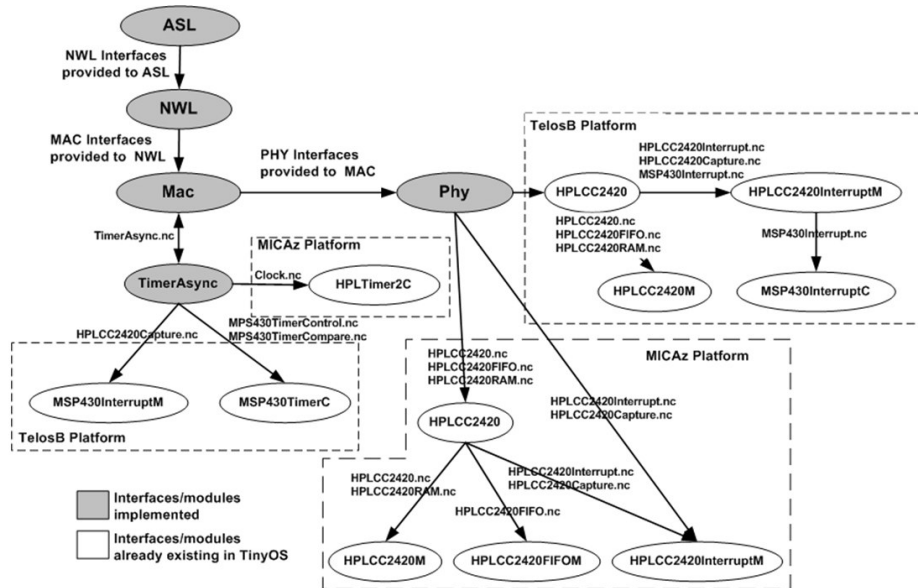 ASL
NWL Interfaces
provided to ASL
NWL
MAC Interfaces
provided to NWL
PHY Interfaces
provided to MAC
Mac
Phy
TimerAsync.nc
TimerAsync
MICAz Platform
Clock.nc
HPLTimer2C
HPLCC2420Capture.nc
MPS430TimerControl.nc
MPS430TimerCompare.nc
MSP430InterruptM
MSP430TimerC
TelosB Platform
TelosB Platform
HPLCC2420Interrupt.nc
HPLCC2420Capture.nc
MSP430Interrupt.nc
HPLCC2420
HPLCC2420InterruptM
HPLCC2420.nc
HPLCC2420FIFO.nc
HPLCC2420RAM.nc
MSP430Interrupt.nc
HPLCC2420M
MSP430InterruptC
MICAz Platform
HPLCC2420.nc
HPLCC2420FIFO.nc
HPLCC2420RAM.nc
HPLCC2420Interrupt.nc
HPLCC2420Capture.nc
HPLCC2420
HPLCC2420.nc
HPLCC2420RAM.nc
HPLCC2420Interrupt.nc
HPLCC2420Capture.nc
HPLCC2420FIFO.nc
HPLCC2420M
HPLCC2420FIFOM
HPLCC2420InterruptM
Interfaces/modules
implemented
Interfaces/modules
already existing in TinyOS